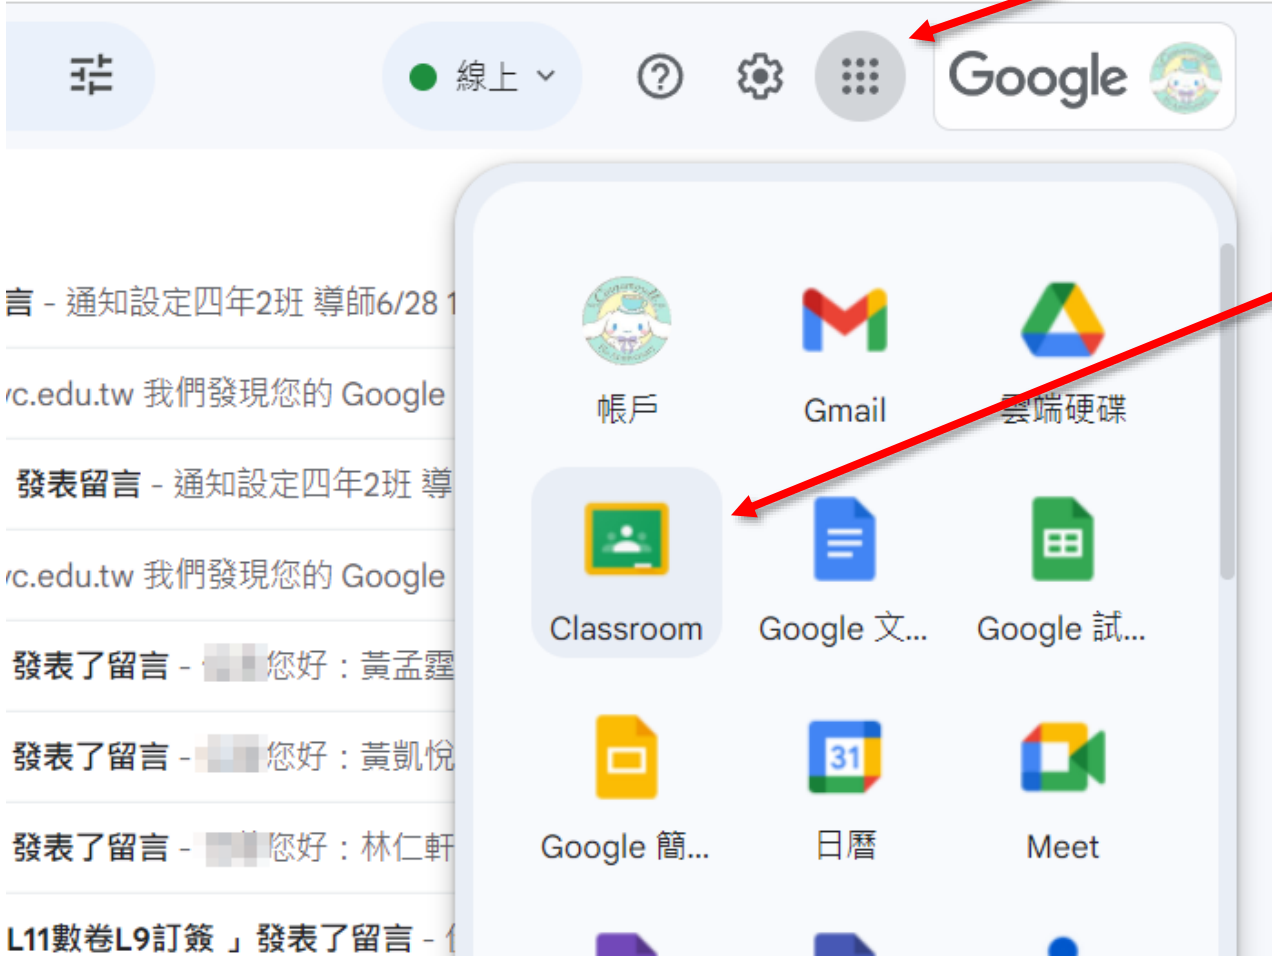 線上
Google
言 - 通知設定四年2班 導師6/28 1
vc.edu.tw 我們發現您的 Google
發表留言 - 通知設定四年2班 導
vc.edu.tw 我們發現您的 Google
發表了留言 - 您好：黃孟霆
發表了留言 - 您好：黃凱悅
發表了留言 - 您好：林仁軒
L11數卷L9訂簽 」發表了留言 -
帳戶
Gmail
雲端硬碟
Classroom
Google 文...
Google 試...
31
Google 簡...
日曆
Meet